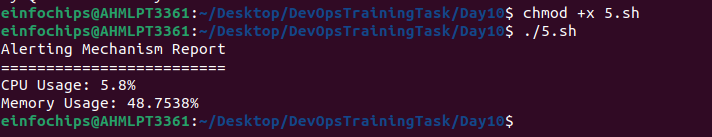 einfochips@AHMLPT3361:~/Desktop/DevOpsTrainingTask/Day10$ chmod +x 5.sh
einfochips@AHMLPT3361:~/Desktop/DevOpsTrainingTask/Day10$ ./5.sh
Alerting Mechanism Report
=========================
CPU Usage: 5.8%
Memory Usage: 48.7538%
einfochips@AHMLPT3361:~/Desktop/DevOpsTrainingTask/Day10$